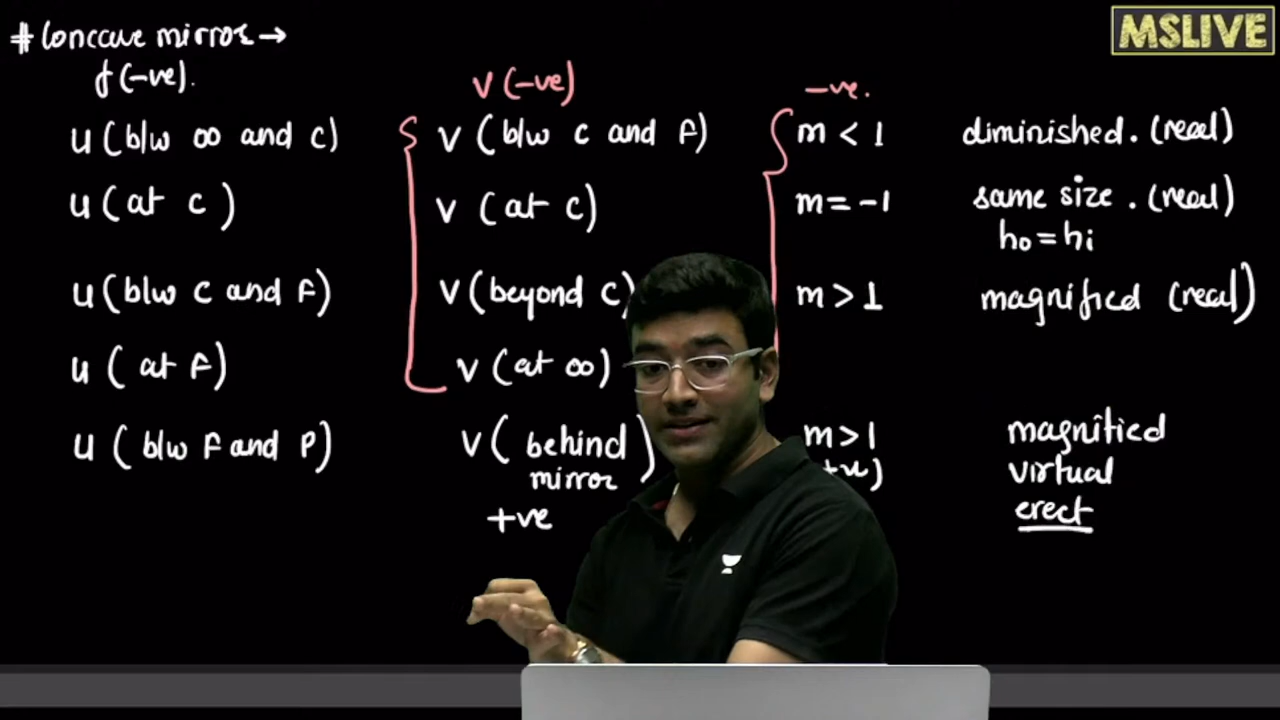 # Concave mirror →
MSLIVE
f (-ve).
v (-ve)
-ve.
u (b/w ∞ and C) v (b/w C and F) m < 1 diminished. (real)
u (at C) v (at C) m = -1 same size. (real)
ho = hi
u (b/w C and F) v (beyond C) m > 1 magnified (real)
u (at F) v (at ∞)
u (b/w F and P) v (behind mirror) m > 1 magnified
virtual
+ve
erect